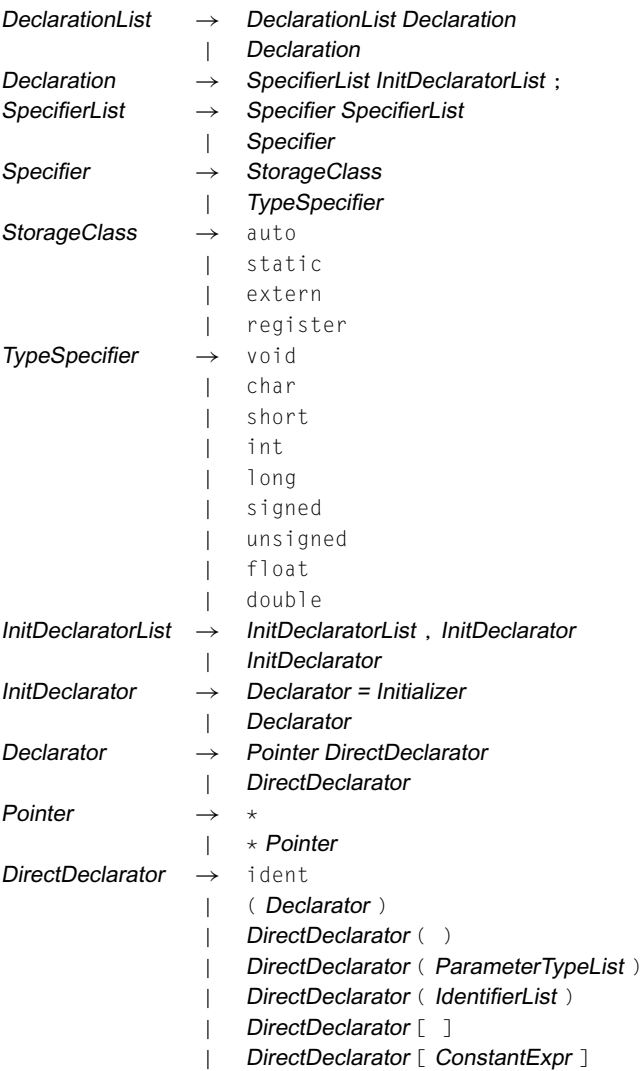 DeclarationList → DeclarationList Declaration
| Declaration
Declaration → SpecifierList InitDeclaratorList ;
SpecifierList → Specifier SpecifierList
| Specifier
Specifier → StorageClass
| TypeSpecifier
StorageClass → auto
| static
| extern
| register
TypeSpecifier → void
| char
| short
| int
| long
| signed
| unsigned
| float
| double
InitDeclaratorList → InitDeclaratorList , InitDeclarator
| InitDeclarator
InitDeclarator → Declarator = Initializer
| Declarator
Declarator → Pointer DirectDeclarator
| DirectDeclarator
Pointer → *
| * Pointer
DirectDeclarator → ident
| ( Declarator )
| DirectDeclarator ( )
| DirectDeclarator ( ParameterTypeList )
| DirectDeclarator ( IdentifierList )
| DirectDeclarator [ ]
| DirectDeclarator [ ConstantExpr ]